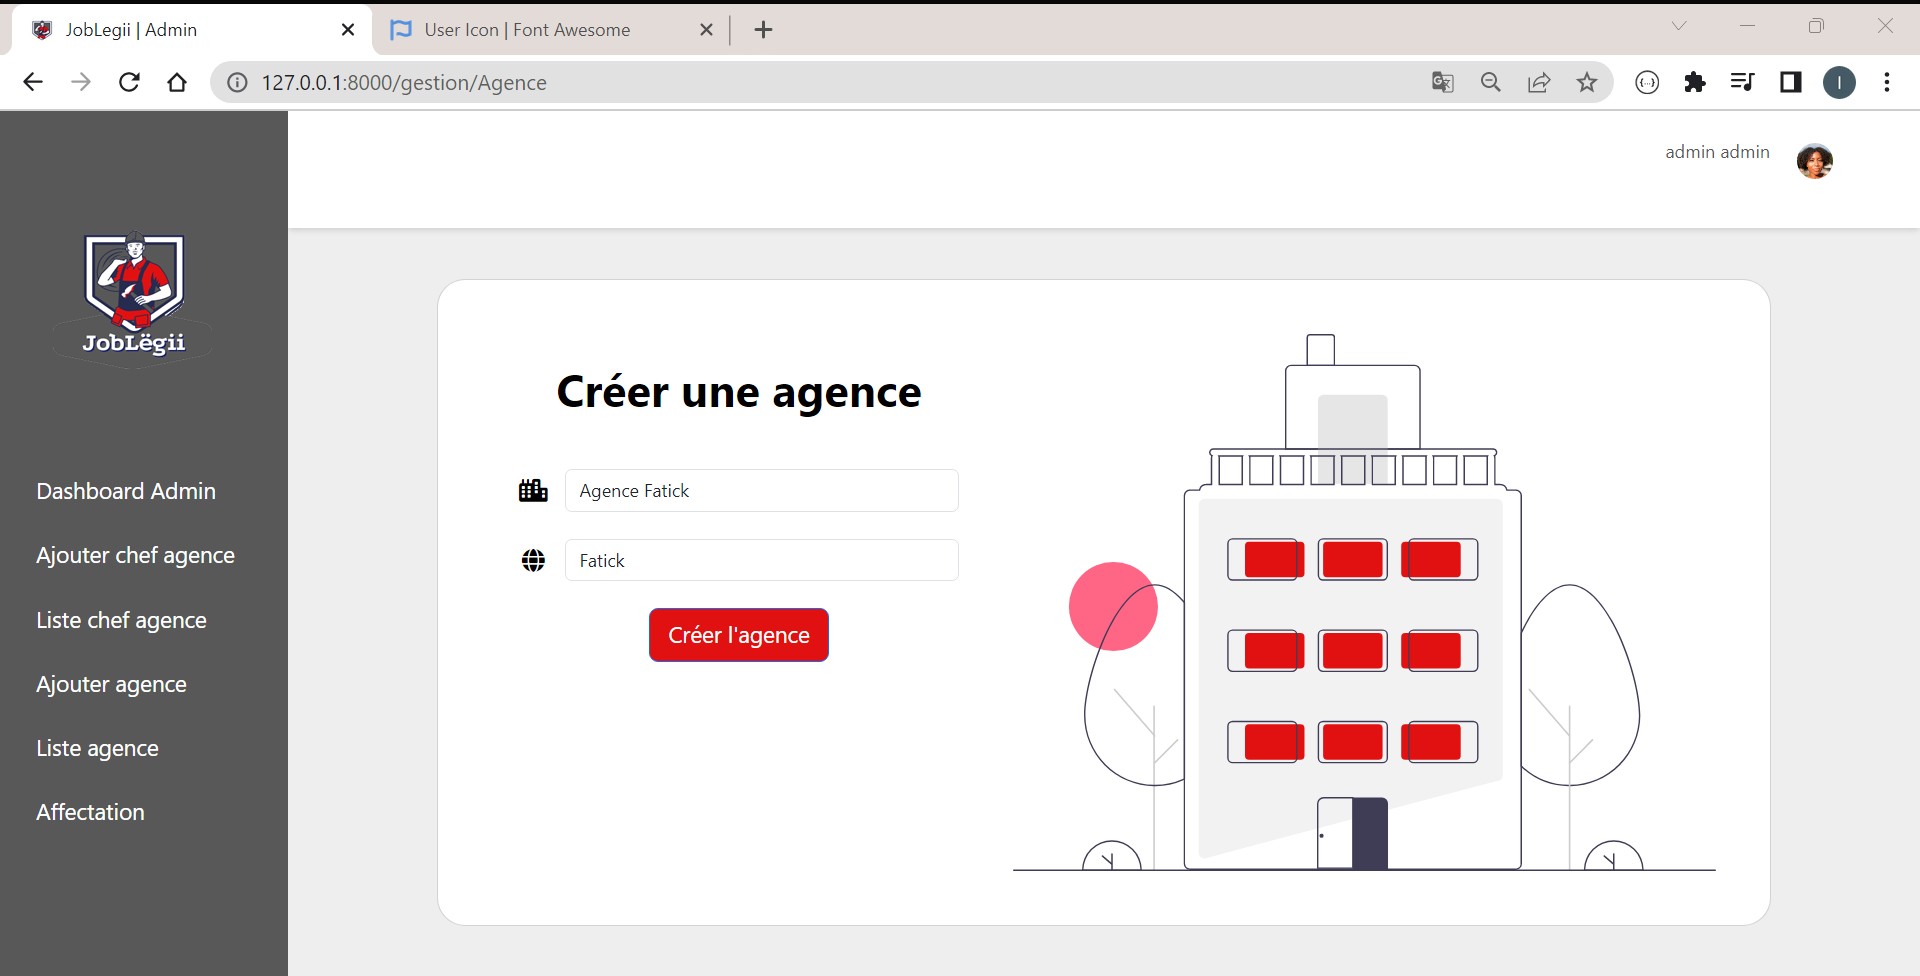 JobLegii | Admin
User Icon | Font Awesome
127.0.0.1:8000/gestion/Agence
I
admin admin
JobLëgii
Dashboard Admin
Ajouter chef agence
Liste chef agence
Ajouter agence
Liste agence
Affectation
Créer une agence
Agence Fatick
Fatick
Créer l'agence